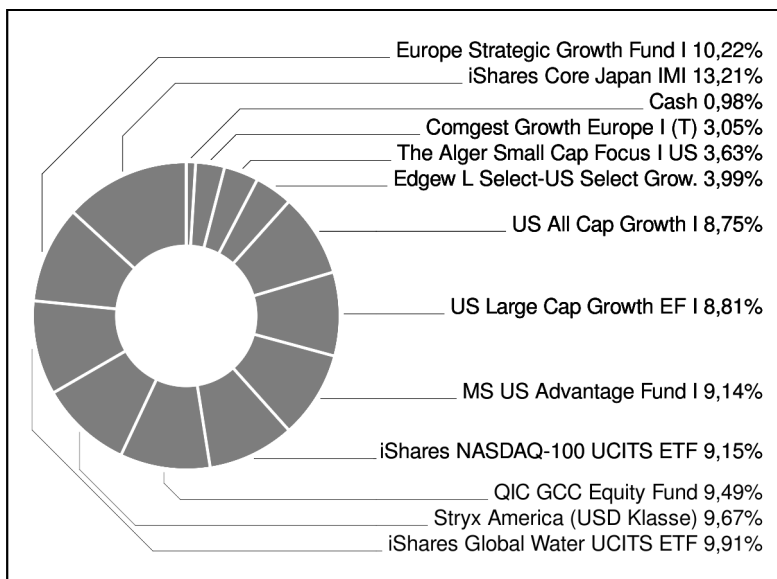 Europe Strategic Growth Fund I 10,22%
iShares Core Japan IMI 13,21%
Cash 0,98%
Comgest Growth Europe I (T) 3,05%
The Alger Small Cap Focus I US 3,63%
Edgew L Select-US Select Grow. 3,99%
US All Cap Growth I 8,75%
US Large Cap Growth EF I 8,81%
MS US Advantage Fund I 9,14%
iShares NASDAQ-100 UCITS ETF 9,15%
QIC GCC Equity Fund 9,49%
Stryx America (USD Klasse) 9,67%
iShares Global Water UCITS ETF 9,91%